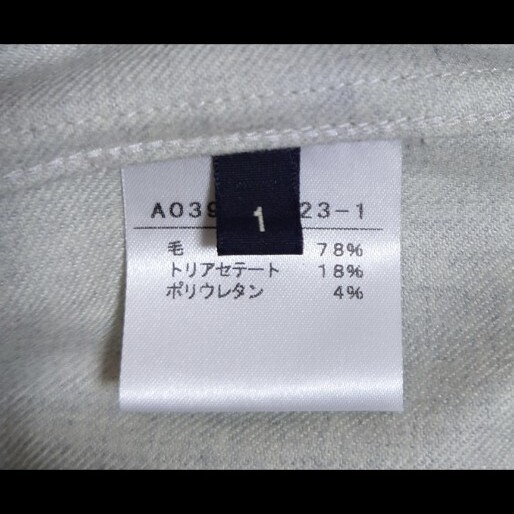 A039 23-1
1
毛 78%
トリアセテート 18%
ポリウレタン 4%